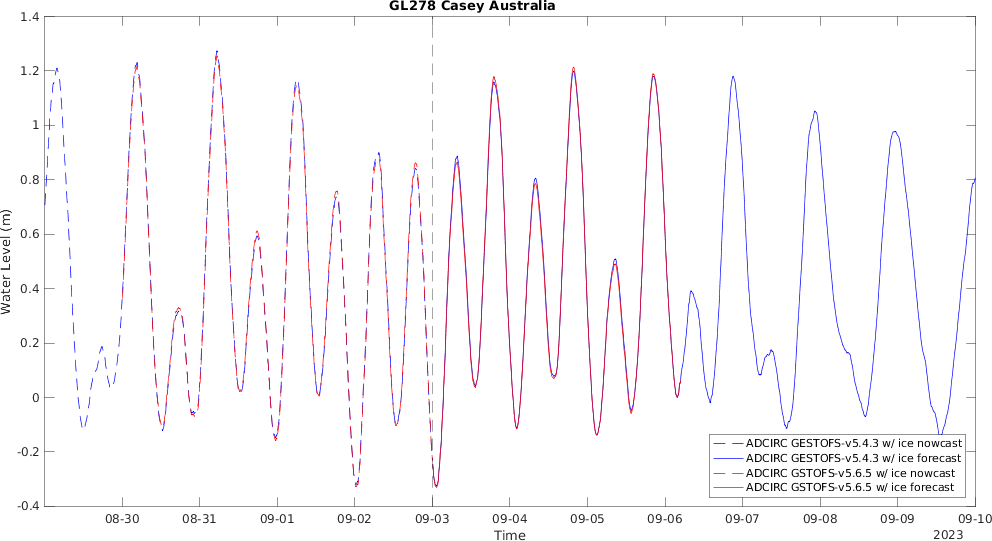 GL278 Casey Australia
1.4
1.2
1
0.8
0.6
0.4
0.2
0
-0.2
-0.4
Water Level (m)
08-30 08-31 09-01 09-02 09-03 09-04 09-05 09-06 09-07 09-08 09-09 09-10
Time
2023
ADCIRC GESTOFS-v5.4.3 w/ ice nowcast
ADCIRC GESTOFS-v5.4.3 w/ ice forecast
ADCIRC GSTOFS-v5.6.5 w/ ice nowcast
ADCIRC GSTOFS-v5.6.5 w/ ice forecast